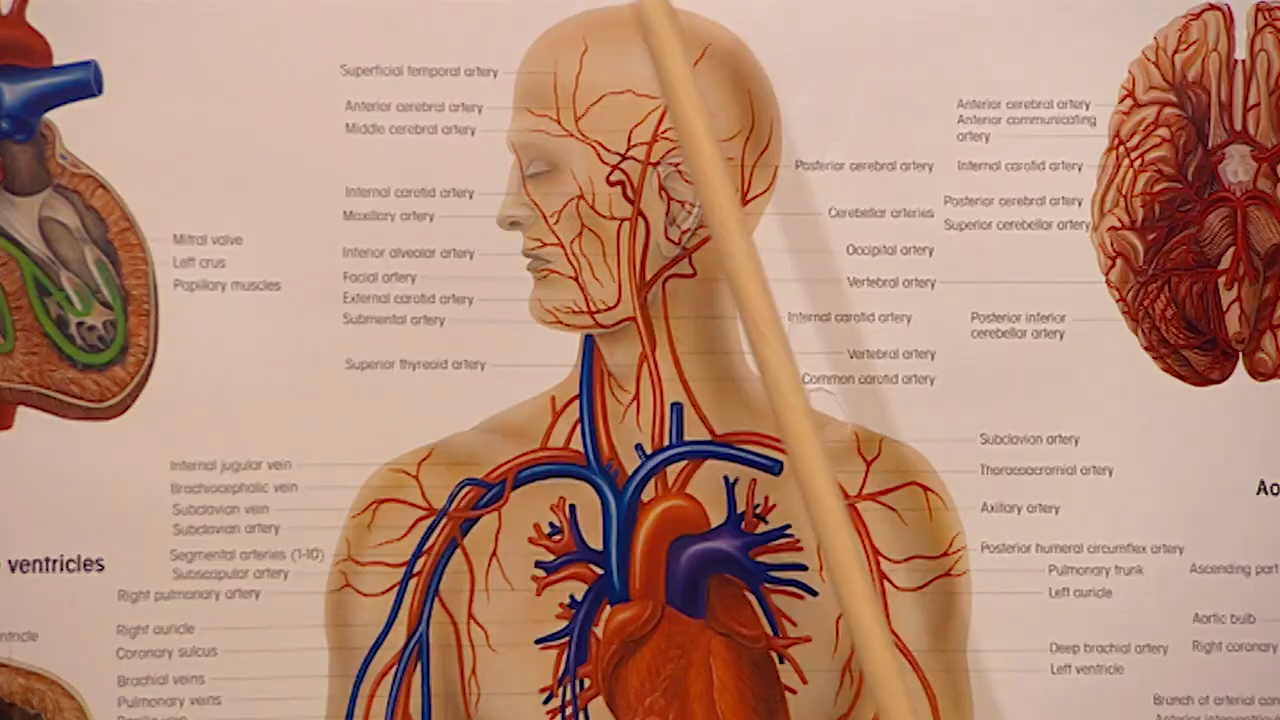 Superficial temporal artery
Anterior cerebral artery
Middle cerebral artery
Internal carotid artery
Maxillary artery
Inferior alveolar artery
Facial artery
External carotid artery
Submental artery
Superior thyreoid artery
Mitral valve
Left crus
Papillary muscles
Posterior cerebral artery
Cerebellar arteries
Occipital artery
Vertebral artery
Internal carotid artery
Vertebral artery
Common carotid artery
Anterior cerebral artery
Anterior communicating
artery
Internal carotid artery
Posterior cerebral artery
Superior cerebellar artery
Posterior inferior
cerebellar artery
Internal jugular vein
Brachiocephalic vein
Subclavian vein
Subclavian artery
Segmental arteries (1-10)
Subscapular artery
Right pulmonary artery
Right auricle
Coronary sulcus
Brachial veins
Pulmonary veins
ventricles
Subclavian artery
Thoracoacromial artery
Axillary artery
Posterior humeral circumflex artery
Pulmonary trunk
Left auricle
Deep brachial artery
Left ventricle
Ao
Ascending part
Aortic bulb
Right coronary
Branch of arterial con